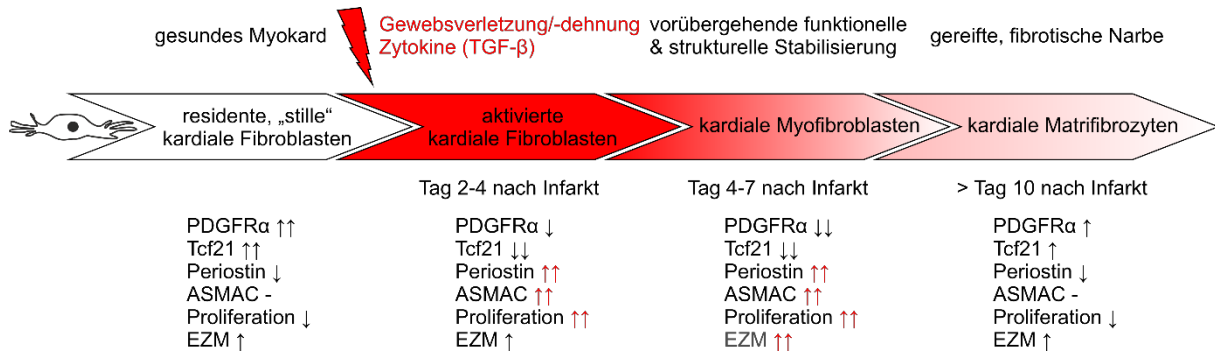 gesundes Myokard
Gewebsverletzung/-dehnung
Zytokine (TGF-β)
vorübergehende funktionelle
& strukturelle Stabilisierung
gereifte, fibrotische Narbe
residente, „stille“
kardiale Fibroblasten
aktivierte
kardiale Fibroblasten
kardiale Myofibroblasten
kardiale Matrifibrozyten
Tag 2-4 nach Infarkt
Tag 4-7 nach Infarkt
> Tag 10 nach Infarkt
PDGFRα ↑↑
Tcf21 ↑↑
Periostin ↓
ASMAC -
Proliferation ↓
EZM ↑
PDGFRα ↓
Tcf21 ↓↓
Periostin ↑↑
ASMAC ↑↑
Proliferation ↑↑
EZM ↑
PDGFRα ↓↓
Tcf21 ↓↓
Periostin ↑↑
ASMAC ↑↑
Proliferation ↑↑
EZM ↑↑
PDGFRα ↑
Tcf21 ↑
Periostin ↓
ASMAC -
Proliferation ↓
EZM ↑